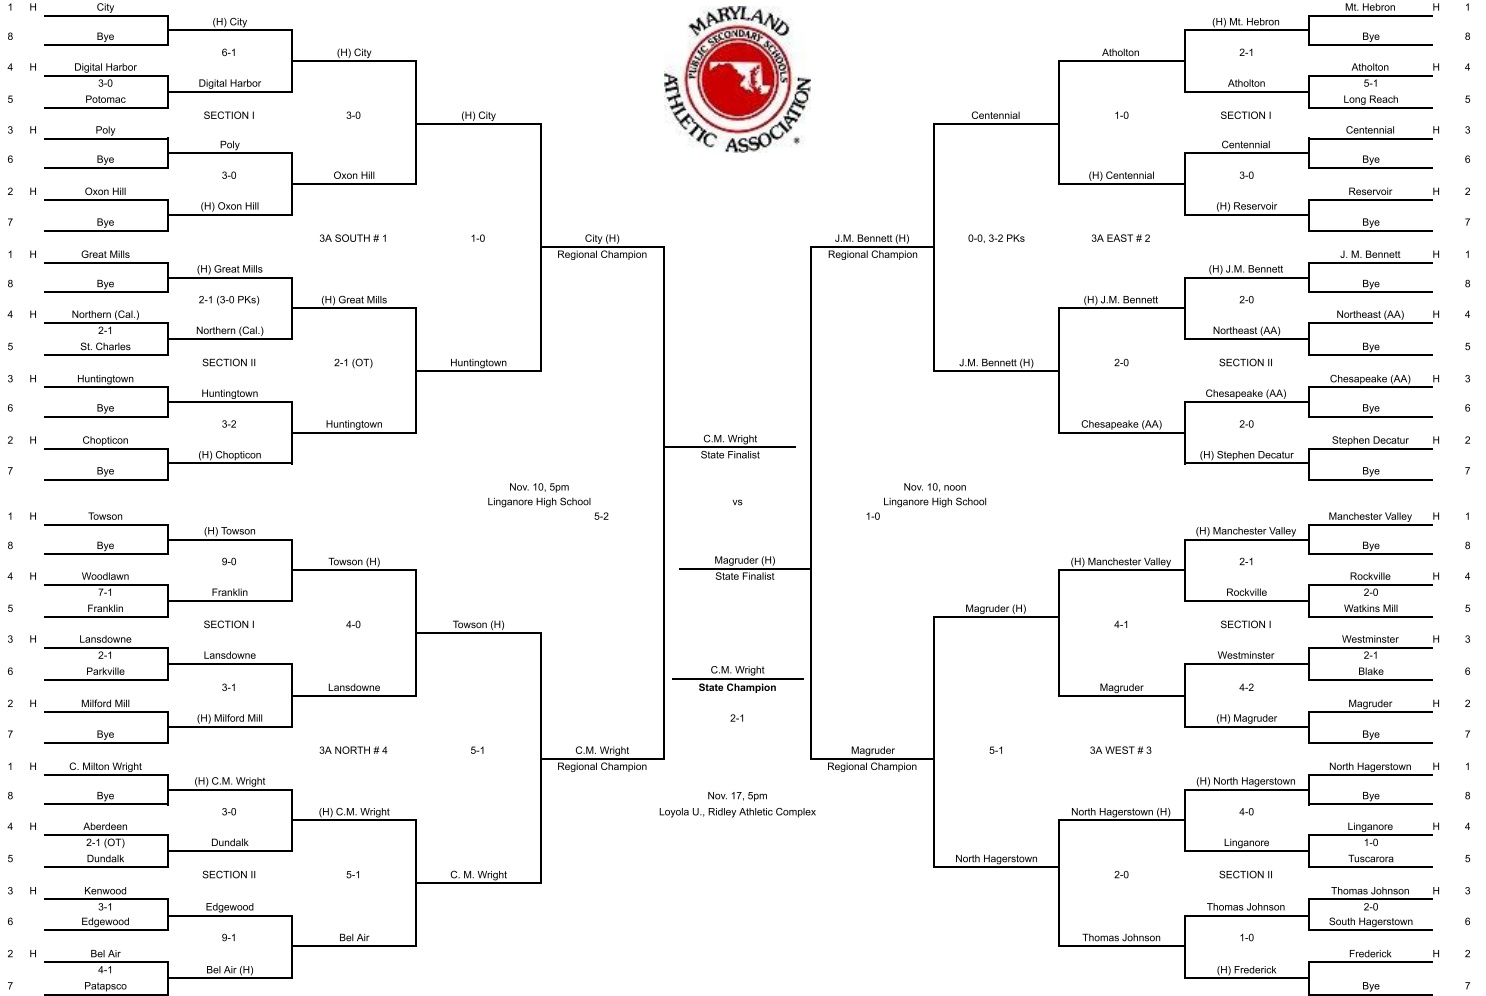 MARYLAND
PUBLIC SECONDARY SCHOOLS
ATHLETIC ASSOCIATION
®
1 H City
(H) City
8 Bye
6-1
(H) City
4 H Digital Harbor
3-0
Digital Harbor
5 Potomac
SECTION I
3-0
(H) City
3 H Poly
Poly
6 Bye
3-0
Oxon Hill
2 H Oxon Hill
(H) Oxon Hill
7 Bye
3A SOUTH # 1
1-0
City (H)
Regional Champion
1 H Great Mills
(H) Great Mills
8 Bye
2-1 (3-0 PKs)
(H) Great Mills
4 H Northern (Cal.)
2-1
Northern (Cal.)
5 St. Charles
SECTION II
2-1 (OT)
Huntingtown
3 H Huntingtown
Huntingtown
6 Bye
3-2
Huntingtown
2 H Chopticon
(H) Chopticon
7 Bye
Nov. 10, 5pm
Linganore High School
5-2
1 H Towson
(H) Towson
8 Bye
9-0
Towson (H)
4 H Woodlawn
7-1
Franklin
5 Franklin
SECTION I
4-0
Towson (H)
3 H Lansdowne
2-1
Lansdowne
6 Parkville
3-1
Lansdowne
2 H Milford Mill
(H) Milford Mill
7 Bye
3A NORTH # 4
5-1
C.M. Wright
Regional Champion
1 H C. Milton Wright
(H) C.M. Wright
8 Bye
3-0
(H) C.M. Wright
4 H Aberdeen
2-1 (OT)
Dundalk
5 Dundalk
SECTION II
5-1
C. M. Wright
3 H Kenwood
3-1
Edgewood
6 Edgewood
9-1
Bel Air
2 H Bel Air
4-1
Bel Air (H)
7 Patapsco
C.M. Wright
State Finalist
vs
Magruder (H)
State Finalist
C.M. Wright
State Champion
2-1
Nov. 17, 5pm
Loyola U., Ridley Athletic Complex
Mt. Hebron H 1
(H) Mt. Hebron
Bye 8
2-1
Atholton
Atholton H 4
5-1
Atholton
Long Reach 5
SECTION I
1-0
Centennial
Centennial H 3
Centennial
Bye 6
3-0
(H) Centennial
Reservoir H 2
(H) Reservoir
Bye 7
J.M. Bennett (H)
Regional Champion
0-0, 3-2 PKs
3A EAST # 2
J. M. Bennett H 1
(H) J.M. Bennett
Bye 8
2-0
(H) J.M. Bennett
Northeast (AA) H 4
Northeast (AA)
Bye 5
SECTION II
2-0
J.M. Bennett (H)
Chesapeake (AA) H 3
Chesapeake (AA)
Bye 6
2-0
Chesapeake (AA)
Stephen Decatur H 2
(H) Stephen Decatur
Bye 7
Nov. 10, noon
Linganore High School
1-0
Manchester Valley H 1
(H) Manchester Valley
Bye 8
2-1
(H) Manchester Valley
Rockville H 4
2-0
Rockville
Watkins Mill 5
SECTION I
4-1
Magruder (H)
Westminster H 3
2-1
Westminster
Blake 6
4-2
Magruder
Magruder H 2
(H) Magruder
Bye 7
Magruder
Regional Champion
5-1
3A WEST # 3
North Hagerstown H 1
(H) North Hagerstown
Bye 8
4-0
North Hagerstown (H)
Linganore H 4
1-0
Linganore
Tuscarora 5
SECTION II
2-0
North Hagerstown
Thomas Johnson H 3
2-0
Thomas Johnson
South Hagerstown 6
1-0
Thomas Johnson
Frederick H 2
(H) Frederick
Bye 7